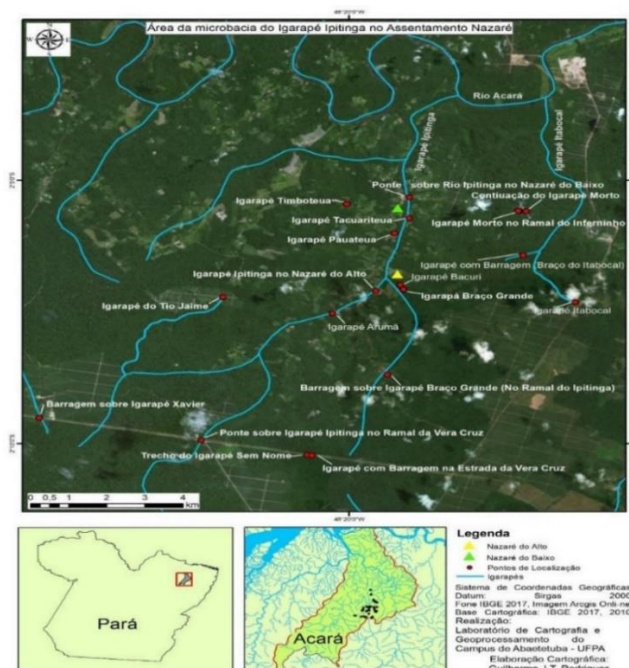 Área da microbacia do Igarapé Ipitinga no Assentamento Nazaré
Rio Acará
Igarapé Ipitinga
Igarapé Itabocal
Ponte sobre Rio Ipitinga no Nazaré do Baixo
Igarapé Timboteua
Contiuação do Igarapé Morto
Igarapé Tacuariteua
Igarapé Morto no Ramal do Inferninho
Igarapé Pauateua
Igarapé com Barragem (Braço do Itabocal)
Igarapé Ipitinga no Nazaré do Alto
Igarapé Bacuri
Igarapá Braço Grande
Igarapé do Tio Jaime
Igarapé Itabocal
Igarapé Arumã
Barragem sobre Igarapé Braço Grande (No Ramal do Ipitinga)
Barragem sobre Igarapé Xavier
Ponte sobre Igarapé Ipitinga no Ramal da Vera Cruz
Trecho do Igarapé Sem Nome
Igarapé com Barragem na Estrada da Vera Cruz
0 0,5 1 2 3 4
km
Pará
Acará
Legenda
Nazaré do Alto
Nazaré do Baixo
Pontos de Localização
Igarapés
Sistema de Coordenadas Geográficas
Datum: Sirgas 2000
Fone IBGE 2017, Imagem Arcgis Onli-ne
Base Cartográfica: IBGE 2017, 2010
Realização:
Laboratório de Cartografia e
Geoprocessamento do
Campus de Abaetetuba - UFPA
Elaboração Cartográfica: